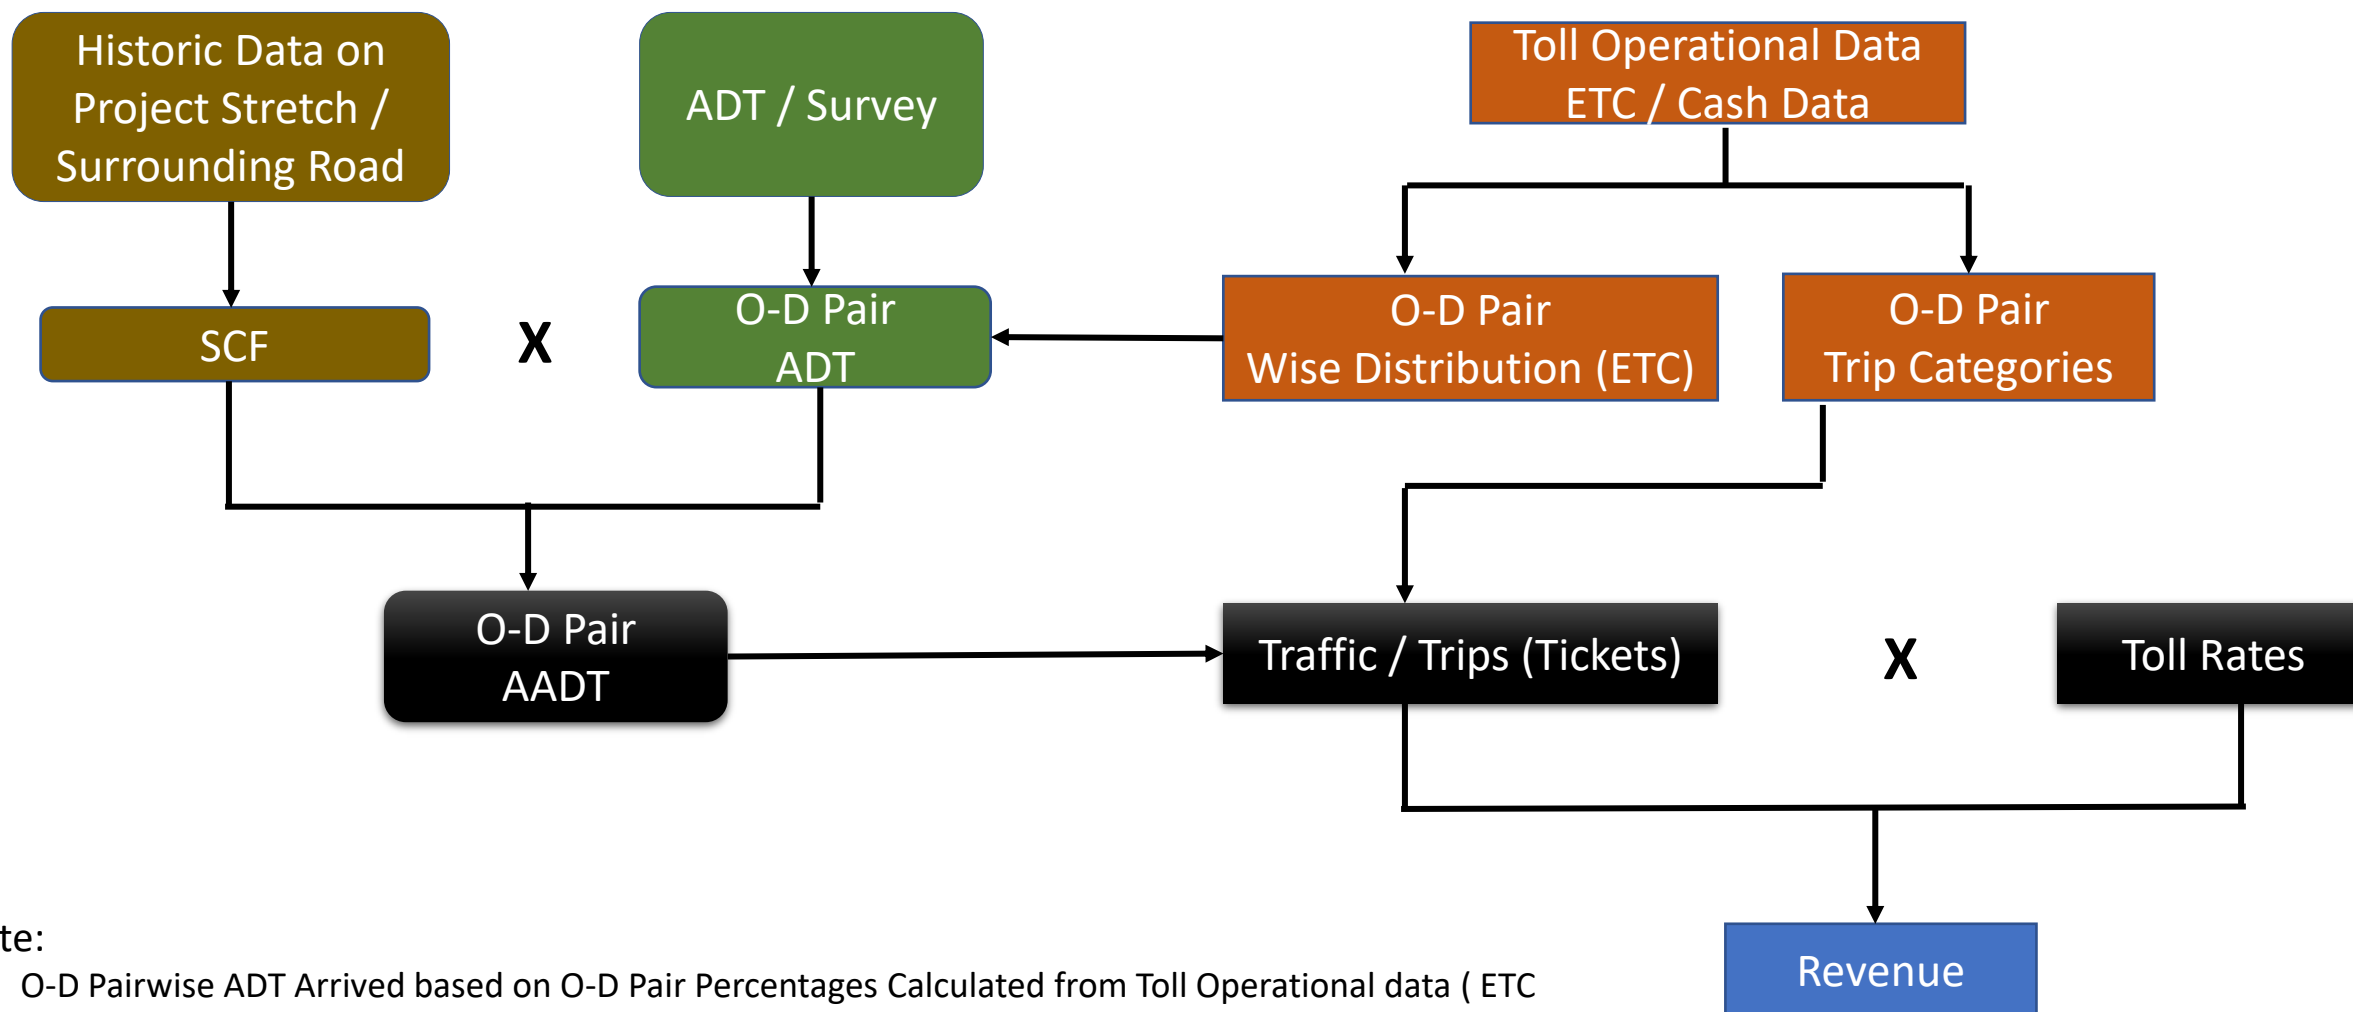 Historic Data on
Project Stretch /
Surrounding Road
ADT / Survey
Toll Operational Data
ETC / Cash Data
SCF
X
O-D Pair
ADT
O-D Pair
Wise Distribution (ETC)
O-D Pair
Trip Categories
O-D Pair
AADT
Traffic / Trips (Tickets)
X
Toll Rates
te:
O-D Pairwise ADT Arrived based on O-D Pair Percentages Calculated from Toll Operational data ( ETC
Revenue